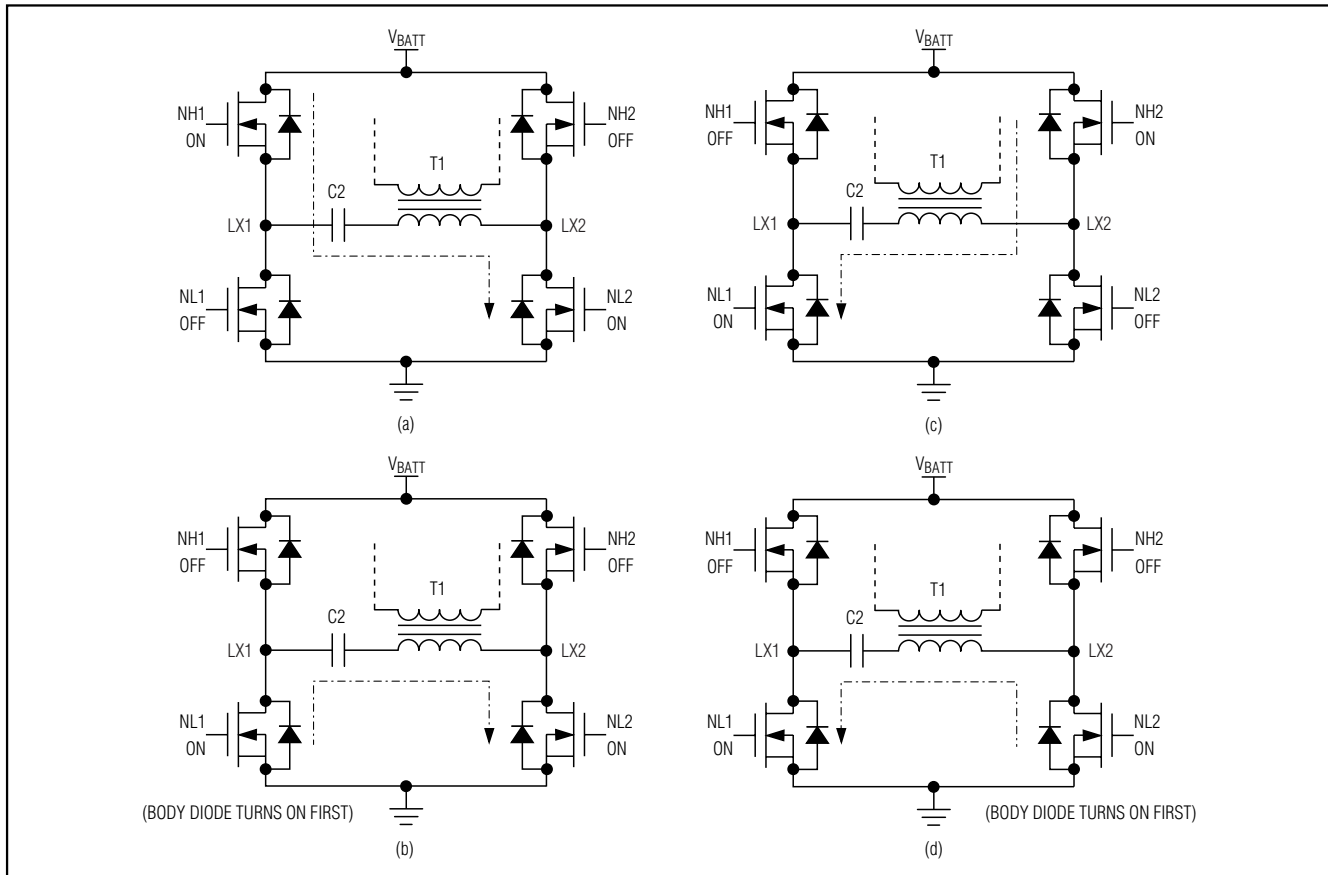 VBATT
NH1
ON
NH2
OFF
T1
C2
LX1
LX2
NL1
OFF
NL2
ON
(a)
VBATT
NH1
OFF
NH2
ON
T1
C2
LX1
LX2
NL1
ON
NL2
OFF
(c)
VBATT
NH1
OFF
NH2
OFF
T1
C2
LX1
LX2
NL1
ON
NL2
ON
(BODY DIODE TURNS ON FIRST)
(b)
VBATT
NH1
OFF
NH2
OFF
T1
C2
LX1
LX2
NL1
ON
NL2
ON
(BODY DIODE TURNS ON FIRST)
(d)